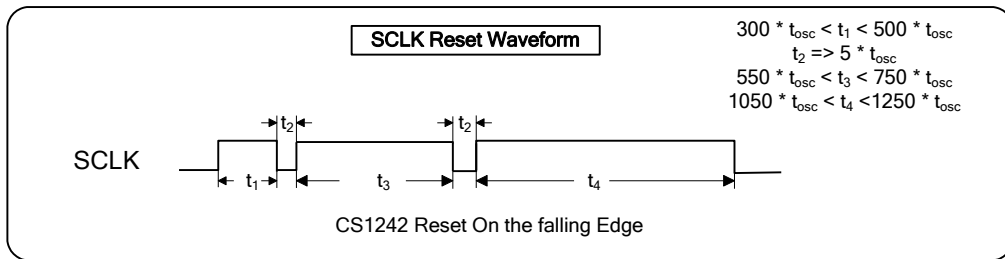 SCLK Reset Waveform
300 * tosc < t1 < 500 * tosc
t2 => 5 * tosc
550 * tosc < t3 < 750 * tosc
1050 * tosc < t4 <1250 * tosc
t2 t2
SCLK
t1 t3 t4
CS1242 Reset On the falling Edge